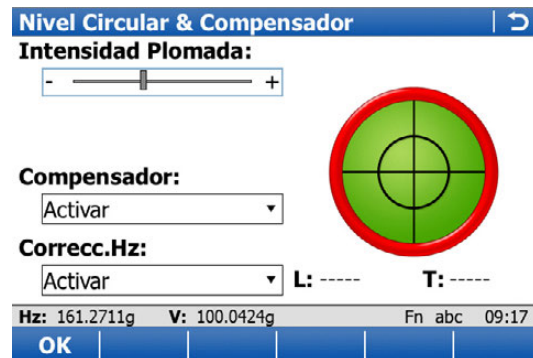 Nivel Circular & Compensador
Intensidad Plomada:
- +
Compensador:
Activar
Correcc.Hz:
Activar
L: ----- T: -----
Hz: 161.2711g V: 100.0424g Fn abc 09:17
OK